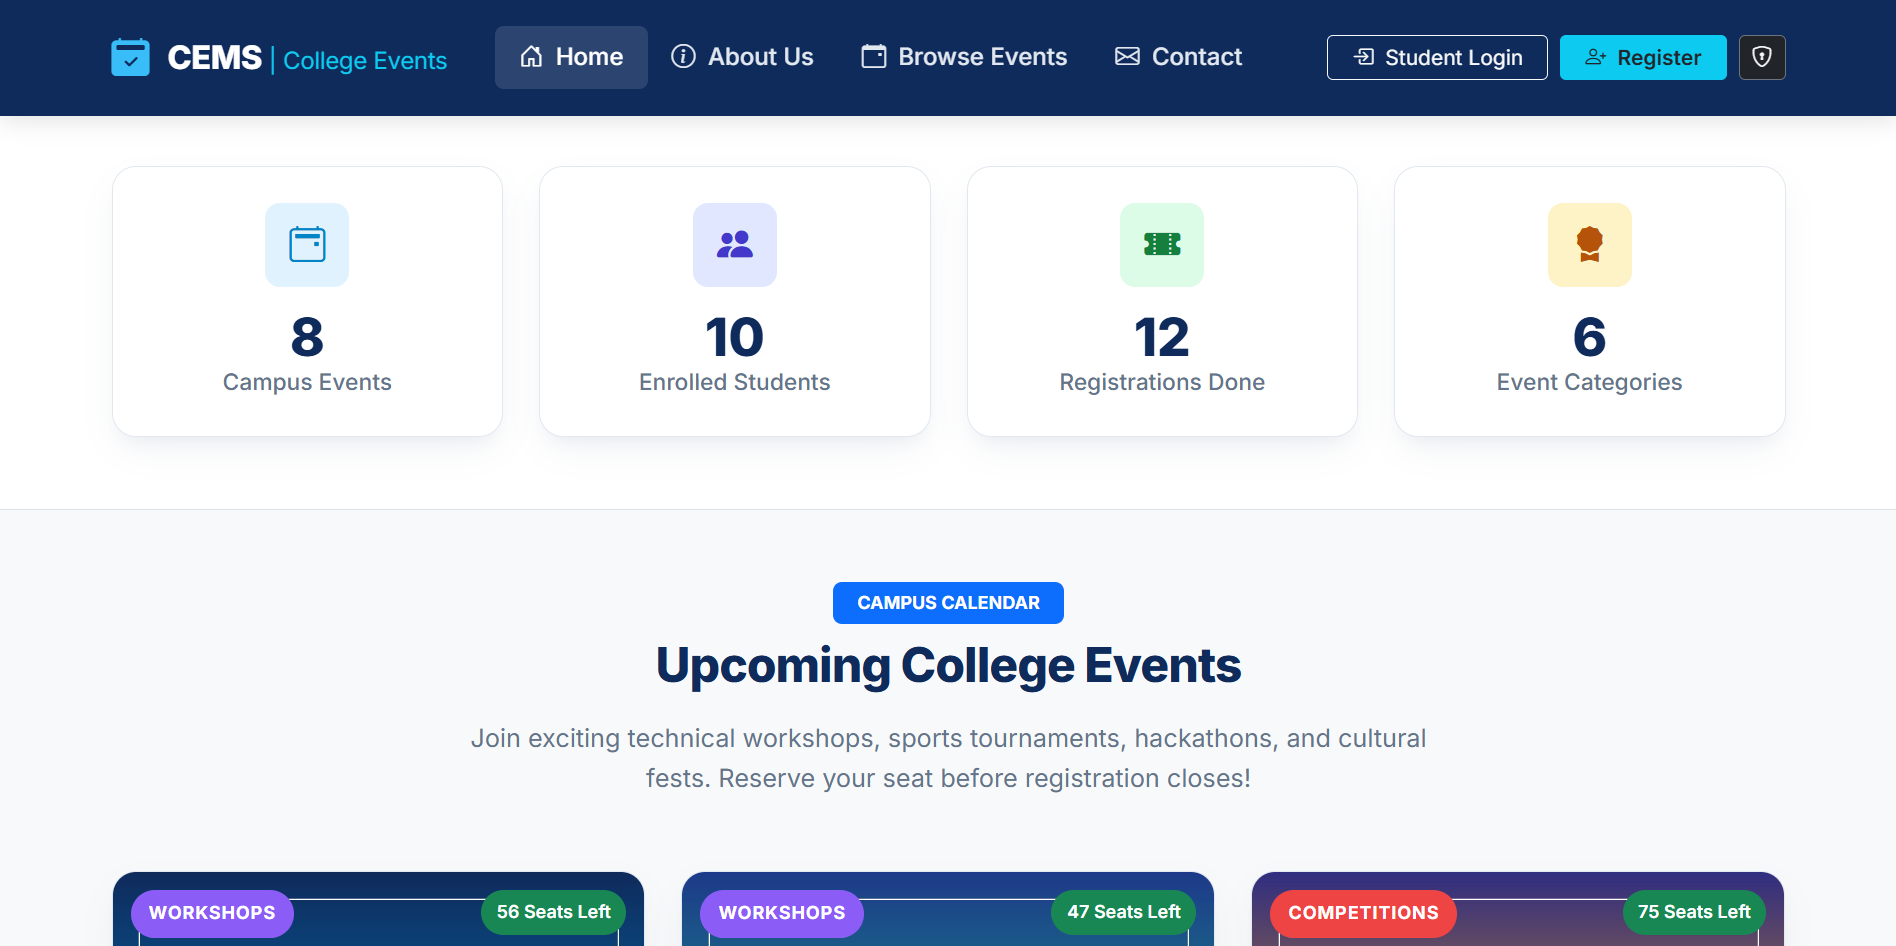 CEMS | College Events
Home
About Us
Browse Events
Contact
Student Login
Register
8
Campus Events
10
Enrolled Students
12
Registrations Done
6
Event Categories
CAMPUS CALENDAR
Upcoming College Events
Join exciting technical workshops, sports tournaments, hackathons, and cultural
fests. Reserve your seat before registration closes!
WORKSHOPS
56 Seats Left
WORKSHOPS
47 Seats Left
COMPETITIONS
75 Seats Left